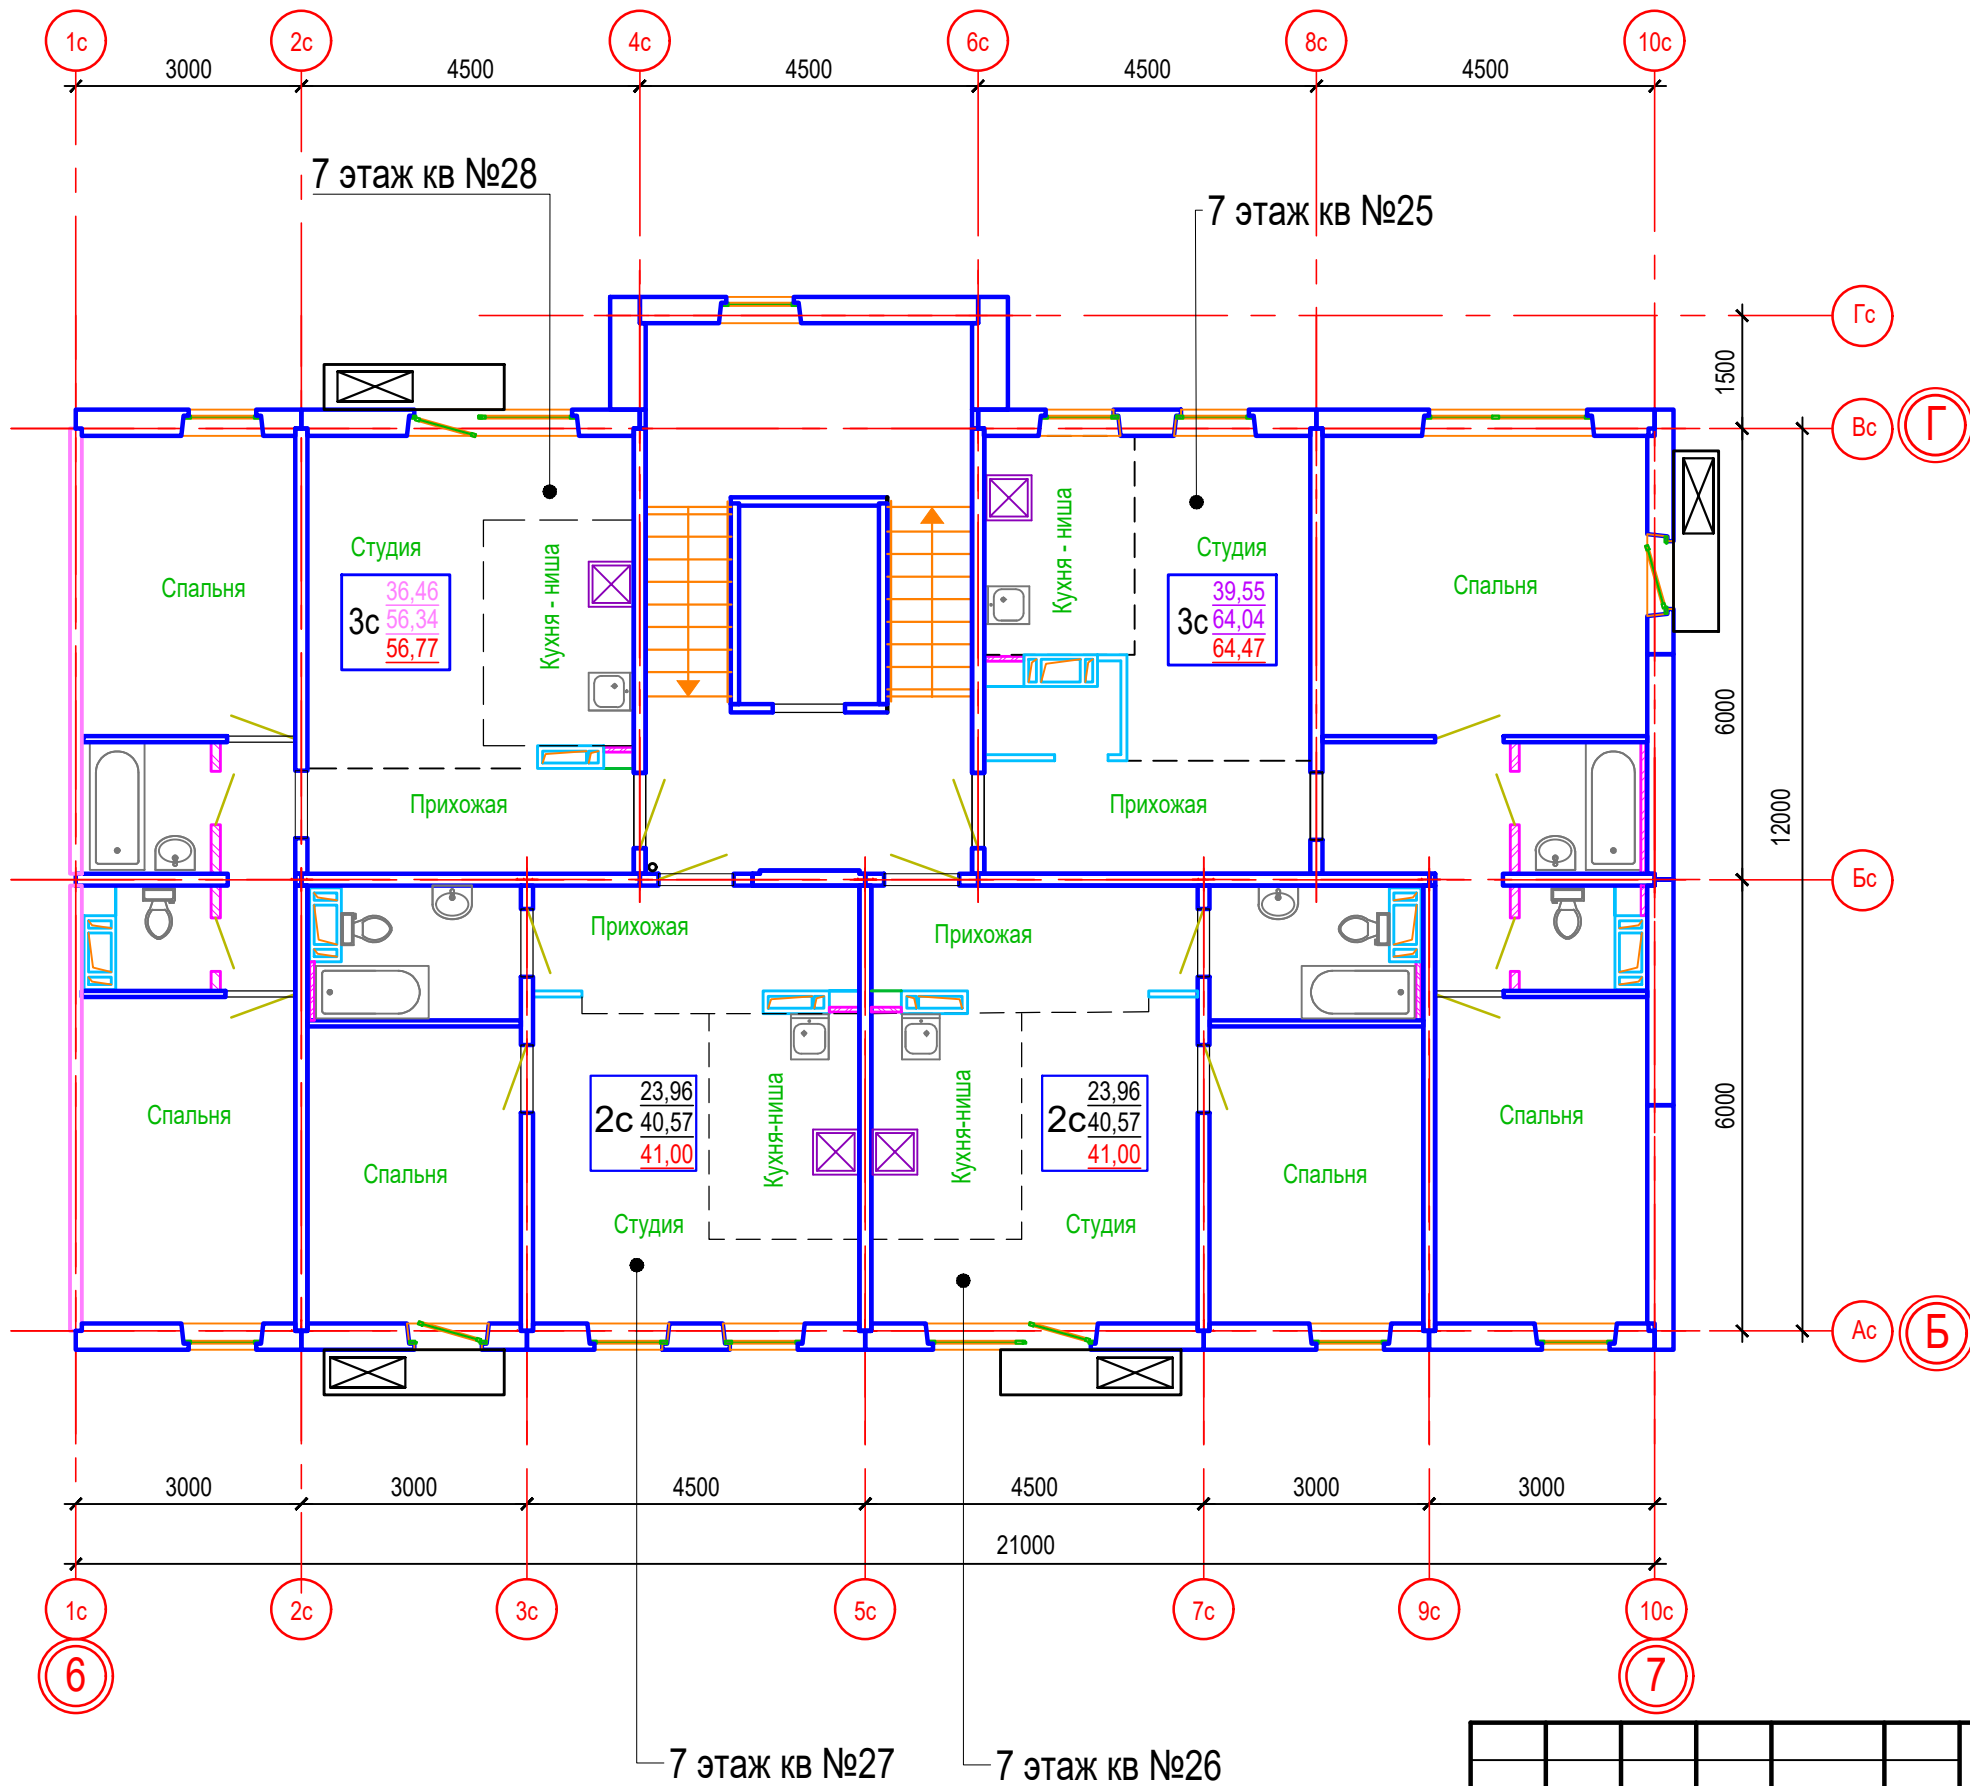 1с 2с 4с 6с 8с 10с
3000 4500 4500 4500 4500
7 этаж кв №28
7 этаж кв №25
Гс
1500
Вс Г
Студия
Кухня - ниша
Спальня
36,46
3с 56,34
56,77
Кухня - ниша
Студия
Спальня
39,55
3с 64,04
64,47
6000
12000
Прихожая
Прихожая
Бс
Прихожая
Прихожая
Спальня
Спальня
23,96
2с 40,57
41,00
Кухня-ниша
Студия
Кухня-ниша
23,96
2с 40,57
41,00
Студия
Спальня
Спальня
6000
Ас Б
3000 3000 4500 4500 3000 3000
21000
1с 2с 3с 5с 7с 9с 10с
6 7
7 этаж кв №27
7 этаж кв №26